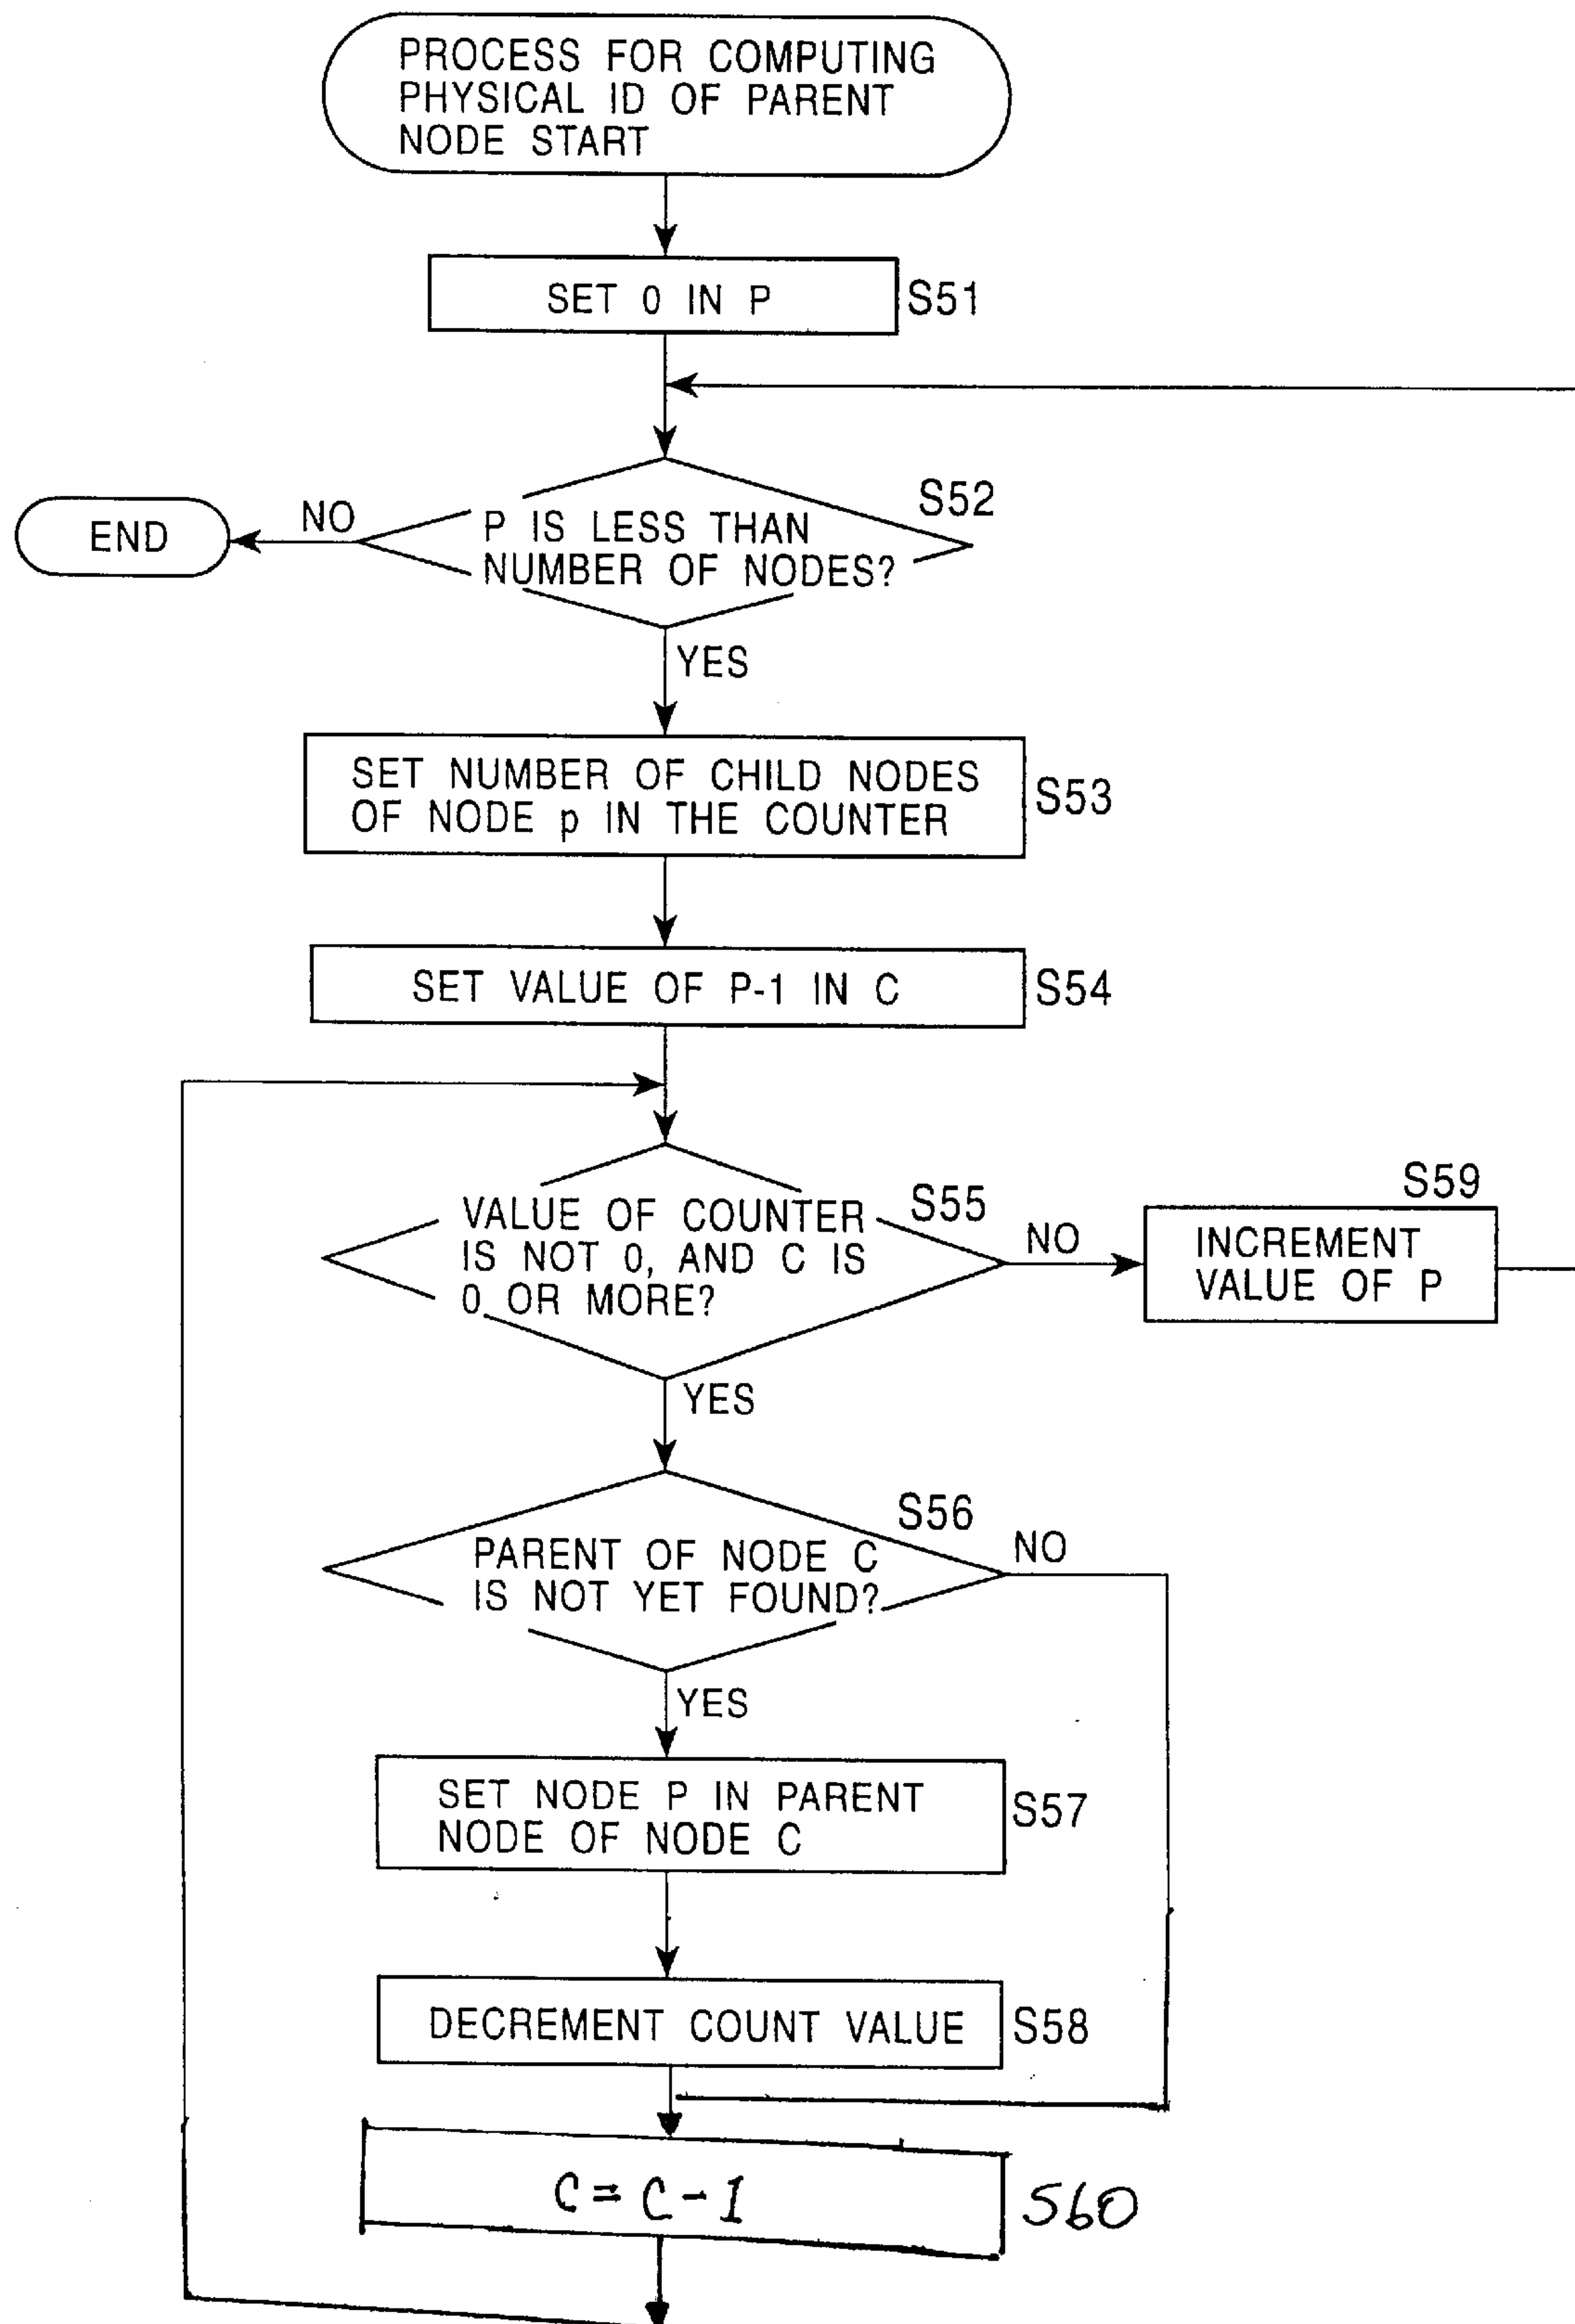 PROCESS FOR COMPUTING
PHYSICAL ID OF PARENT
NODE START
SET 0 IN P
S51
S52
P IS LESS THAN
NUMBER OF NODES?
NO
END
YES
SET NUMBER OF CHILD NODES
OF NODE p IN THE COUNTER
S53
SET VALUE OF P-1 IN C
S54
S55
VALUE OF COUNTER
IS NOT 0, AND C IS
0 OR MORE?
NO
S59
INCREMENT
VALUE OF P
YES
S56
PARENT OF NODE C
IS NOT YET FOUND?
NO
YES
SET NODE P IN PARENT
NODE OF NODE C
S57
DECREMENT COUNT VALUE
S58
C = C - 1
S60